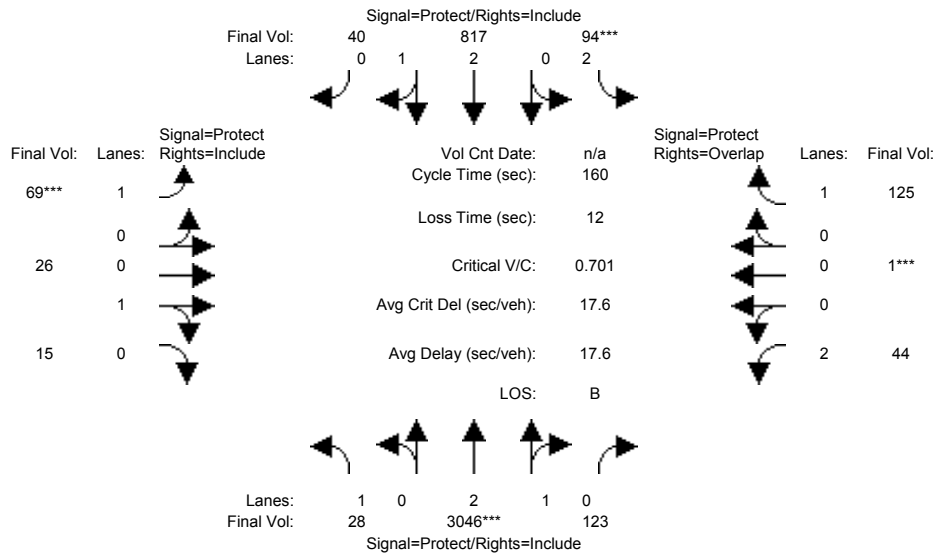 Signal=Protect/Rights=Include
Final Vol: 40 817 94***
Lanes: 0 1 2 0 2
Signal=Protect Signal=Protect
Final Vol: Lanes: Rights=Include Vol Cnt Date: n/a Rights=Overlap Lanes: Final Vol:
Cycle Time (sec): 160
69*** 1 1 125
Loss Time (sec): 12
0 0
26 0 Critical V/C: 0.701 0 1***
1 Avg Crit Del (sec/veh): 17.6 0
15 0 Avg Delay (sec/veh): 17.6 2 44
LOS: B
Lanes: 1 0 2 1 0
Final Vol: 28 3046*** 123
Signal=Protect/Rights=Include